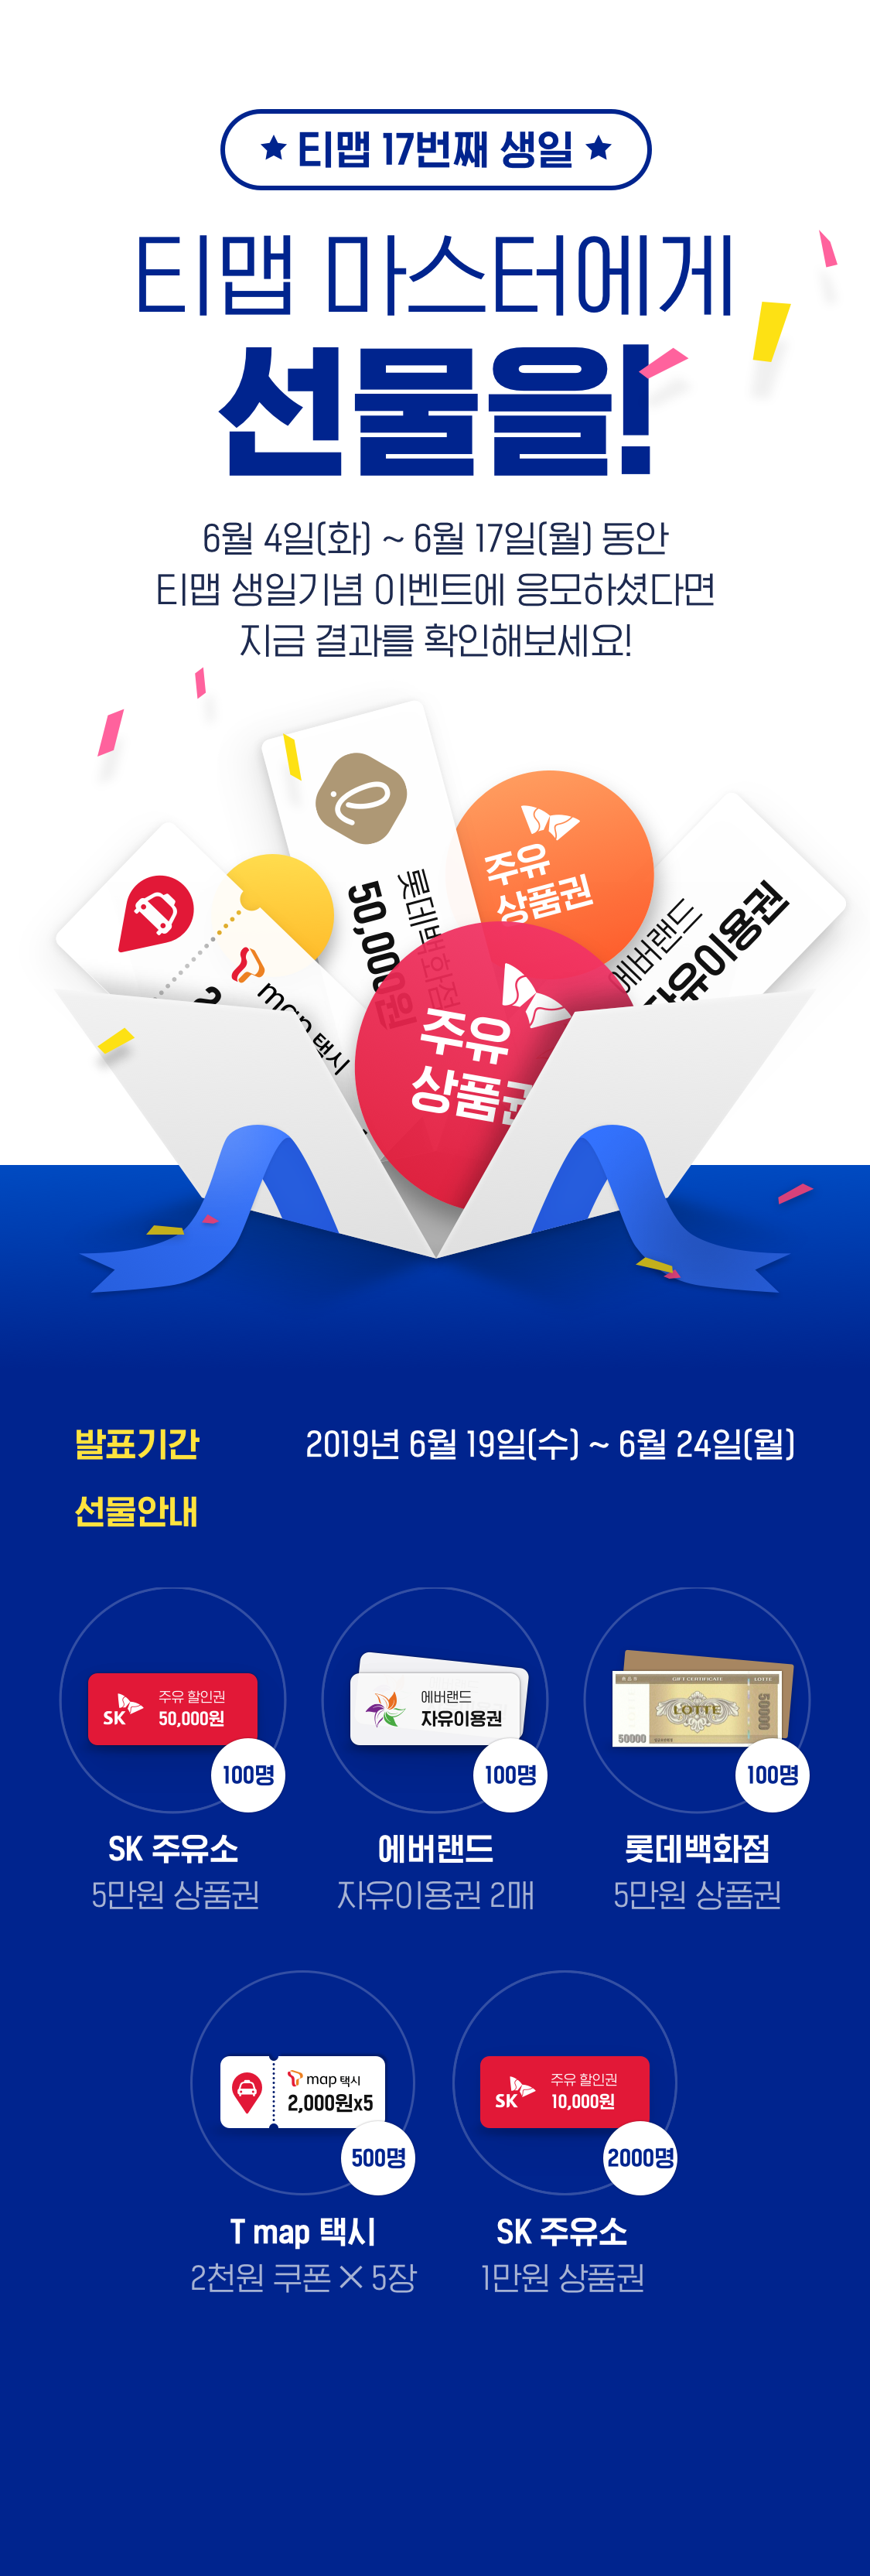 티맵 17번째 생일
티맵 마스터에게
선물을!
6월 4일(화) ~ 6월 17일(월) 동안
티맵 생일기념 이벤트에 응모하셨다면
지금 결과를 확인해보세요!
롯데백화점
50,000원
주유
상품권
에버랜드
자유이용권
2
map 택시
주유
상품권
발표기간
2019년 6월 19일(수) ~ 6월 24일(월)
선물안내
SK
주유 할인권
50,000원
100명
에버랜드
자유이용권
100명
GIFT CERTIFICATE
LOTTE
LOTTE
50000
50000
100명
SK 주유소
5만원 상품권
에버랜드
자유이용권 2매
롯데백화점
5만원 상품권
map 택시
2,000원x5
500명
SK
주유 할인권
10,000원
2000명
T map 택시
2천원 쿠폰 X 5장
SK 주유소
1만원 상품권